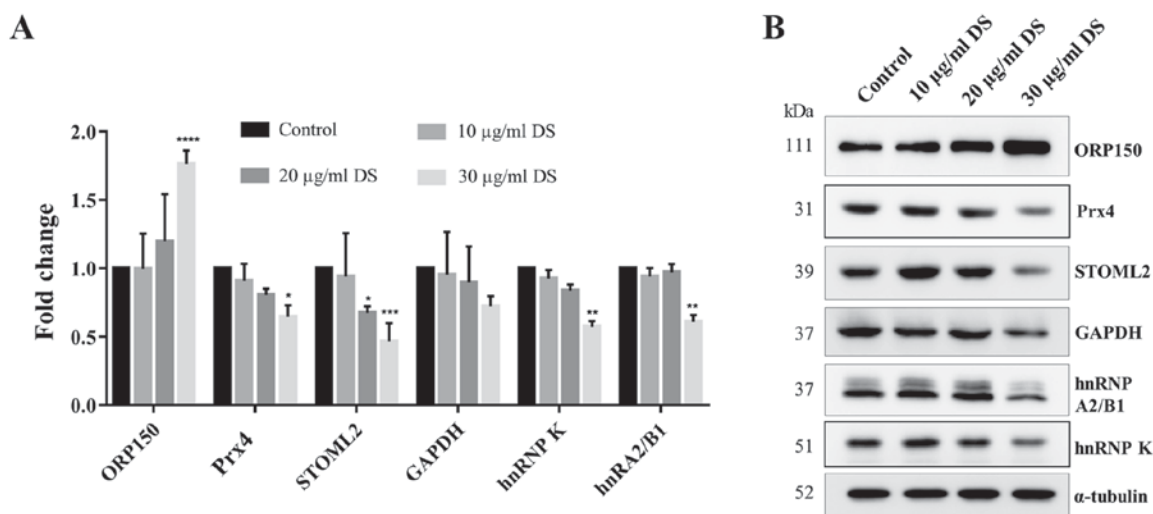 A
Fold change
2.0
1.5
1.0
0.5
0.0
****
*
*
***
**
**
Control
10 µg/ml DS
20 µg/ml DS
30 µg/ml DS
ORP150
Prx4
STOML2
GAPDH
hnRNP K
hnRA2/B1
B
Control
10 µg/ml DS
20 µg/ml DS
30 µg/ml DS
kDa
111
ORP150
31
Prx4
39
STOML2
37
GAPDH
37
hnRNP
A2/B1
51
hnRNP K
52
α-tubulin